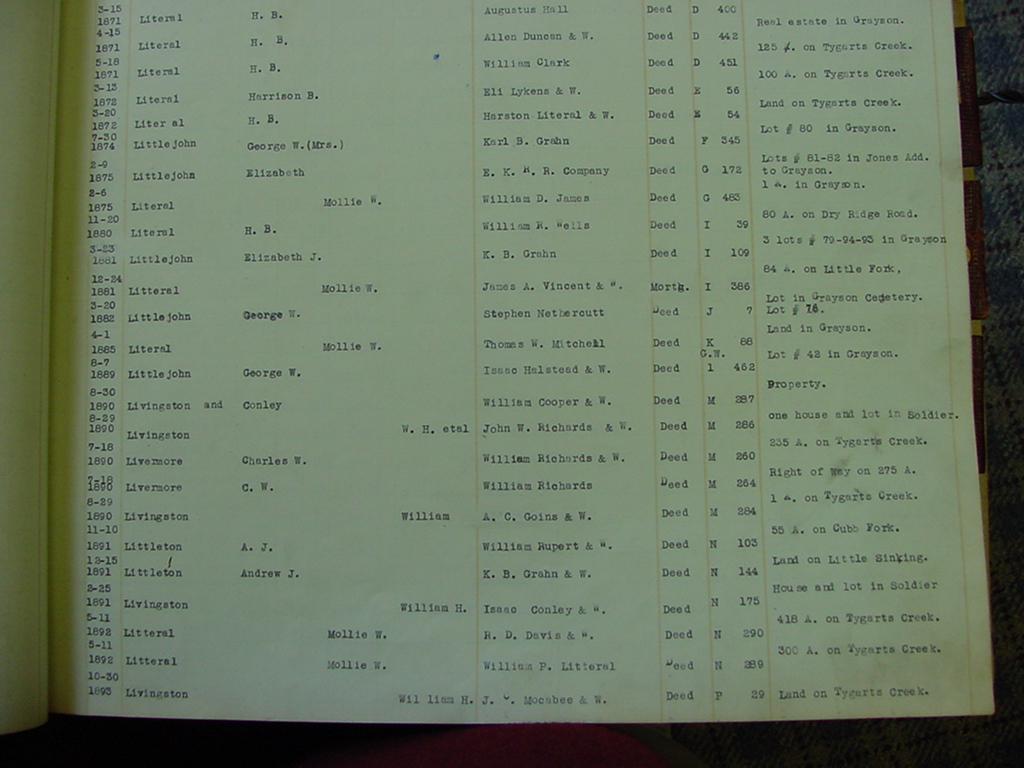 3-15
1871 Literal H. B. Augustus Hall Deed D 400 Real estate in Grayson.
4-15
1871 Literal H. B. Allen Duncan & W. Deed D 442 125 A. on Tygarts Creek.
5-18
1871 Literal H. B. William Clark Deed D 451 100 A. on Tygarts Creek.
3-13
1872 Literal Harrison B. Eli Lykens & W. Deed E 56 Land on Tygarts Creek.
3-20
1872 Liter al H. B. Harston Literal & W. Deed E 54 Lot # 80 in Grayson.
7-30
1874 Littlejohn George W.(Mrs.) Karl B. Grahn Deed F 345 Lots # 81-82 in Jones Add.
2-9 to Grayson.
1875 Littlejohn Elizabeth E. K. R. R. Company Deed G 172 1 A. in Grayson.
2-6
1875 Literal Mollie W. William D. James Deed G 483 80 A. on Dry Ridge Road.
11-20
1880 Literal H. B. William R. Wells Deed I 39 3 lots # 79-94-93 in Grayson
3-23
1881 Littlejohn Elizabeth J. K. B. Grahn Deed I 109 84 A. on Little Fork,
12-24
1881 Litteral Mollie W. James A. Vincent & W. Mortg. I 386 Lot in Grayson Cemetery.
3-20 Lot # 16.
1882 Littlejohn George W. Stephen Nethercutt Deed J 7 Land in Grayson.
4-1
1885 Literal Mollie W. Thomas W. Mitchell Deed K 88 Lot # 42 in Grayson.
8-7 G.W.
1889 Littlejohn George W. Isaac Halstead & W. Deed 1 462 Property.
8-30
1890 Livingston and Conley William Cooper & W. Deed M 287 one house and lot in Soldier.
8-29
1890 Livingston W. H. etal John W. Richards & W. Deed M 286 235 A. on Tygarts Creek.
7-18
1890 Livermore Charles W. William Richards & W. Deed M 260 Right of Way on 275 A.
7-18
1890 Livermore C. W. William Richards Deed M 264 1 A. on Tygarts Creek.
8-29
1890 Livingston William A. C. Goins & W. Deed M 284 55 A. on Cubb Fork.
11-10
1891 Littleton A. J. William Rupert & W. Deed N 103 Land on Little Sinking.
12-15
1891 Littleton Andrew J. K. B. Grahn & W. Deed N 144 House and lot in Soldier
2-25
1891 Livingston William H. Isaac Conley & W. Deed N 175 418 A. on Tygarts Creek.
5-11
1892 Litteral Mollie W. R. D. Davis & W. Deed N 290 300 A. on Tygarts Creek.
5-11
1892 Litteral Mollie W. William P. Litteral Deed N 289
10-30
1893 Livingston Wil liam H. J. C. Mocabee & W. Deed P 29 Land on Tygarts Creek.